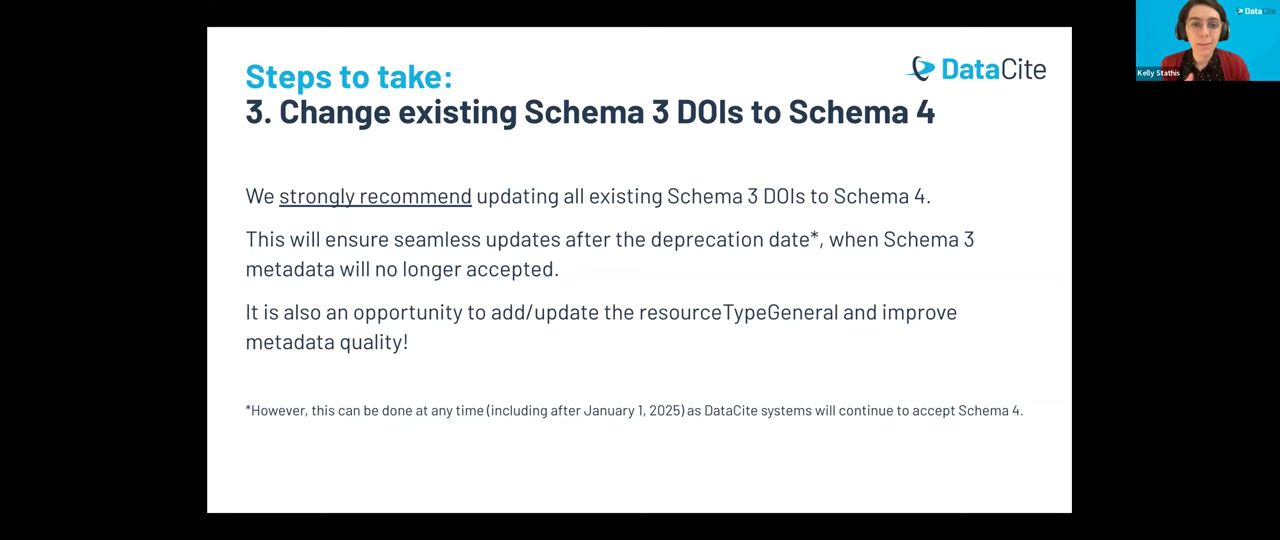 Steps to take:
DataCite
3. Change existing Schema 3 DOIs to Schema 4
We strongly recommend updating all existing Schema 3 DOIs to Schema 4.
This will ensure seamless updates after the deprecation date*, when Schema 3
metadata will no longer accepted.
It is also an opportunity to add/update the resourceTypeGeneral and improve
metadata quality!
*However, this can be done at any time (including after January 1, 2025) as DataCite systems will continue to accept Schema 4.
DataCite
Kelly Stathis